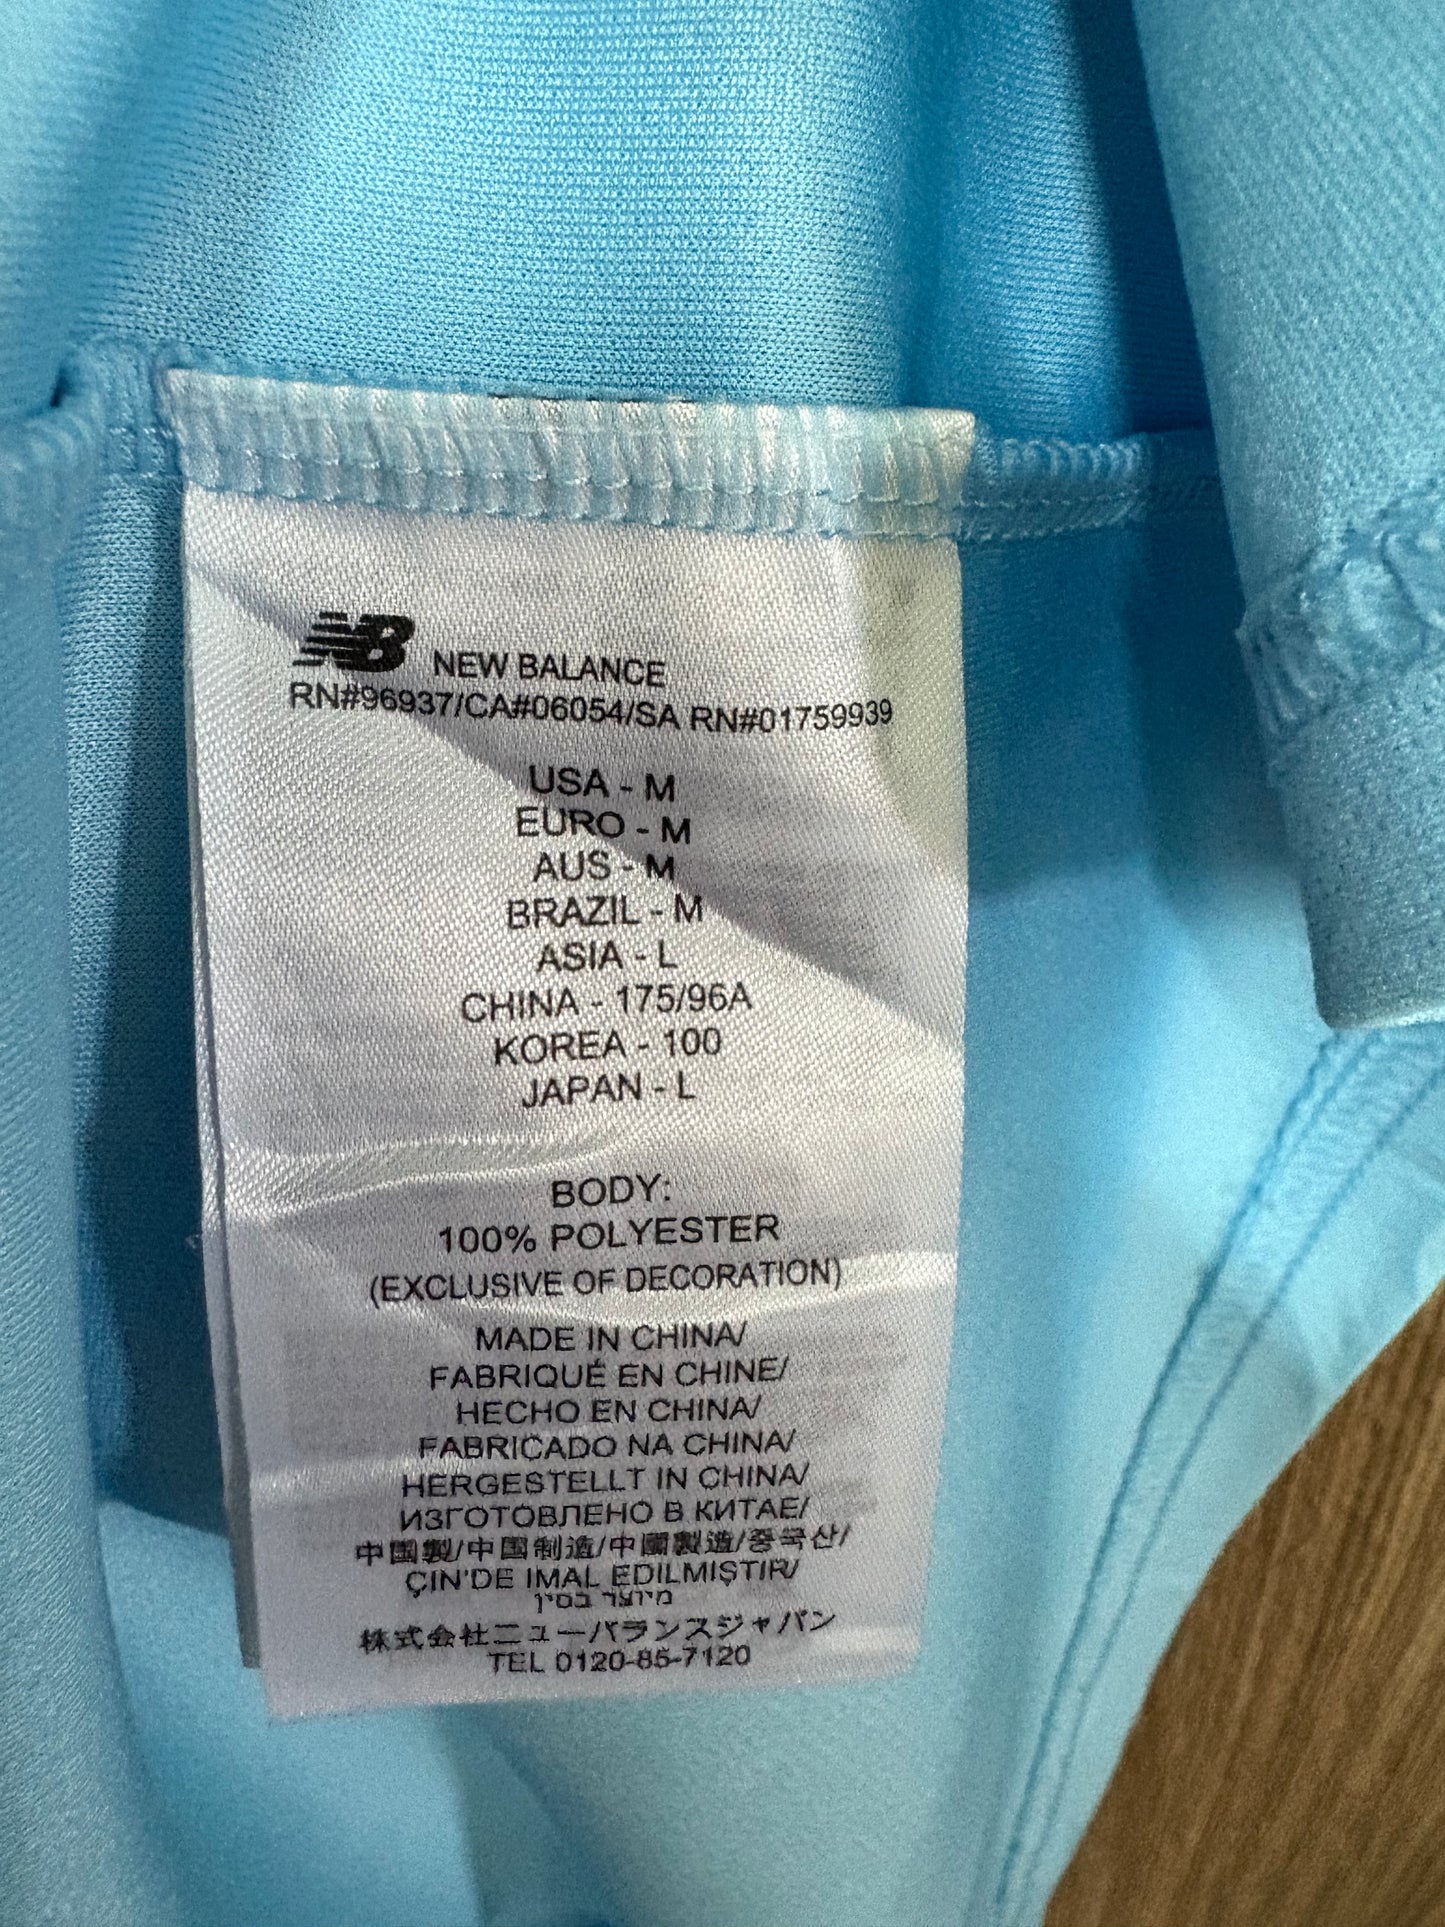 NB NEW BALANCE
RN#96937/CA#06054/SA RN#01759939
USA - M
EURO - M
AUS - M
BRAZIL - M
ASIA - L
CHINA - 175/96A
KOREA - 100
JAPAN - L
BODY:
100% POLYESTER
(EXCLUSIVE OF DECORATION)
MADE IN CHINA/
FABRIQUÉ EN CHINE/
HECHO EN CHINA/
FABRICADO NA CHINA/
HERGESTELLT IN CHINA/
ИЗГОТОВЛЕНО В КИТАЕ/
中国製/中国制造/中國製造/중국산/
ÇIN'DE IMAL EDILMIŞTIR/
מיוצר בסין
株式会社ニューバランスジャパン
TEL 0120-85-7120